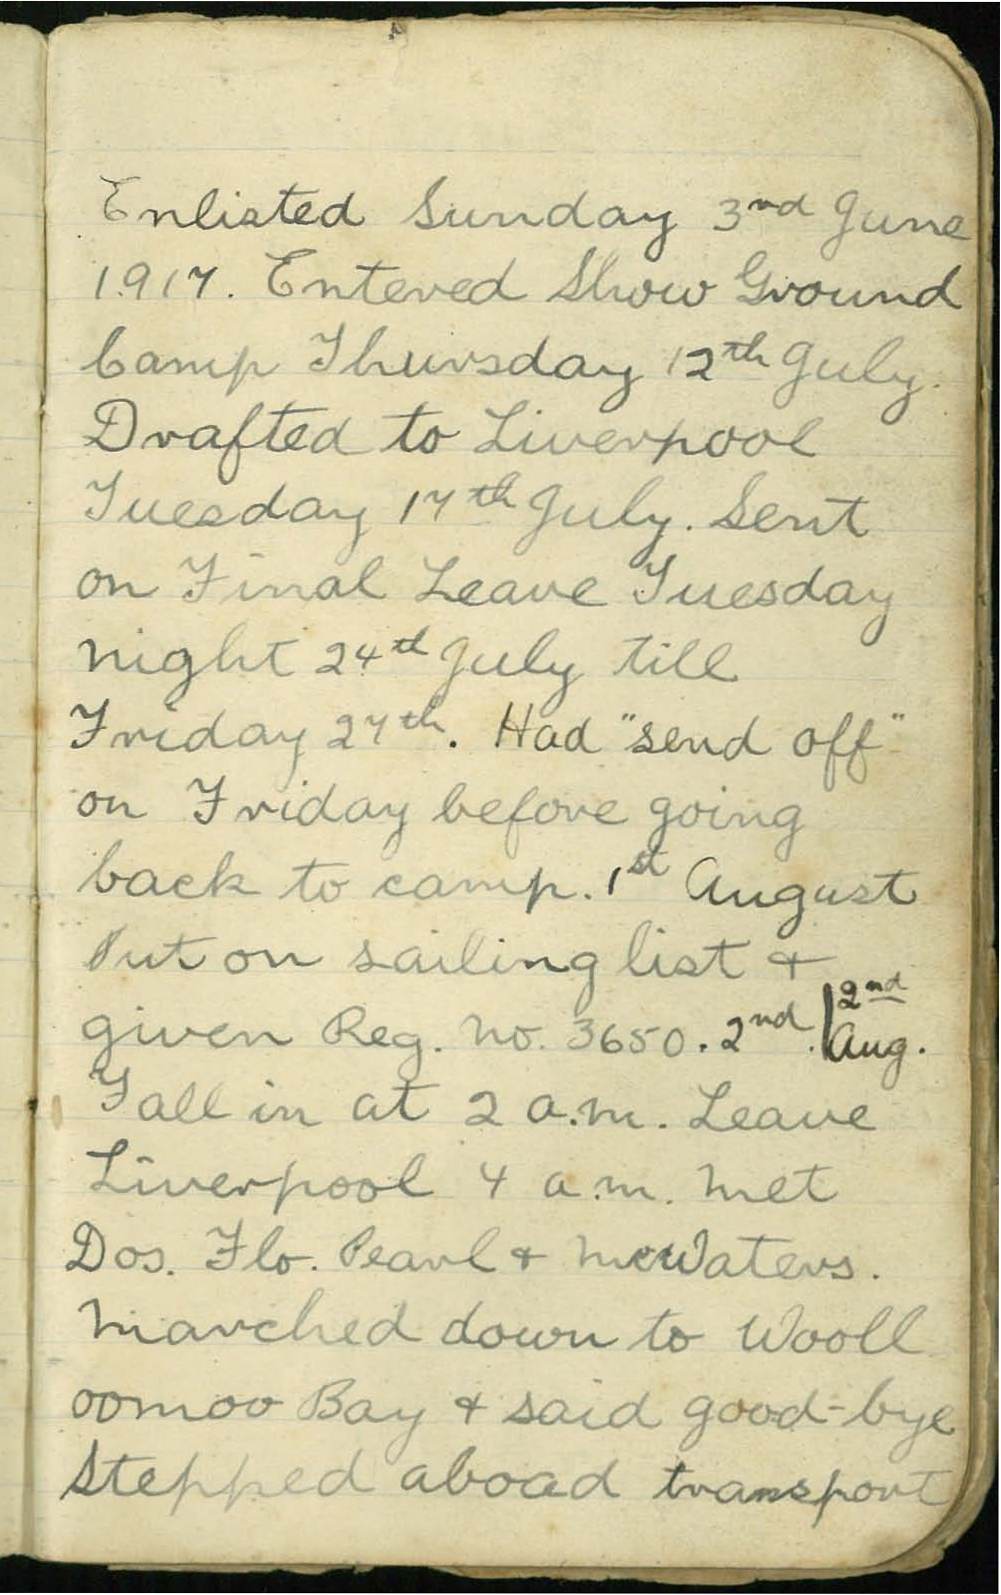 Enlisted Sunday 3rd June
1917. Entered Show Ground
Camp Thursday 12th July.
Drafted to Liverpool
Tuesday 17th July. Sent
on Final Leave Tuesday
night 24th July till
Friday 27th. Had "send off"
on Friday before going
back to camp. 1st August
Put on sailing list &
given Reg. No. 3650. 2nd. | 2nd Aug.
Fall in at 2 a.m. Leave
Liverpool 4 a.m. Met
Dos. Flo. Pearl & McWaters.
Marched down to Wooll
oomoo Bay & said good-bye
Stepped aboad transport